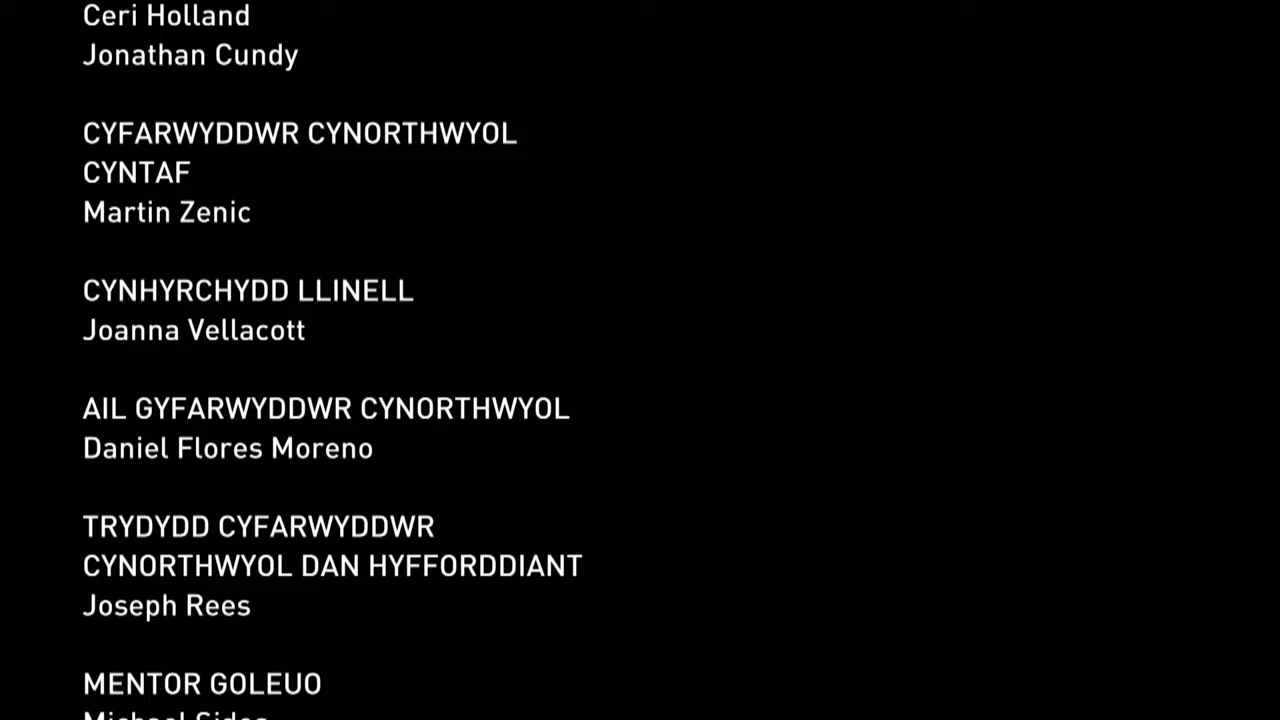 Ceri Holland
Jonathan Cundy
CYFARWYDDWR CYNORTHWYOL
CYNTAF
Martin Zenic
CYNHYRCHYDD LLINELL
Joanna Vellacott
AIL GYFARWYDDWR CYNORTHWYOL
Daniel Flores Moreno
TRYDYDD CYFARWYDDWR
CYNORTHWYOL DAN HYFFORDDIANT
Joseph Rees
MENTOR GOLEUO
Michael